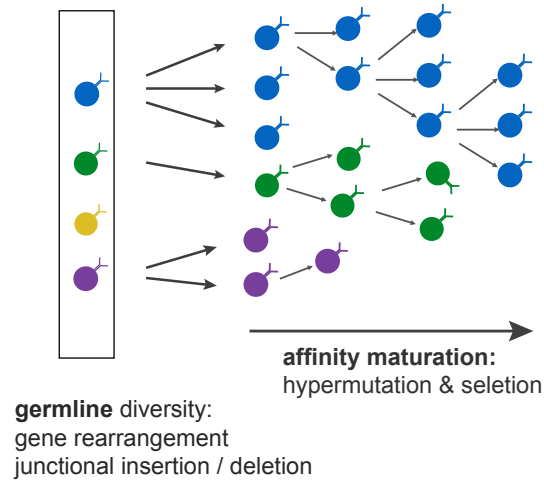 affinity maturation:
hypermutation & seletion
germline diversity:
gene rearrangement
junctional insertion / deletion